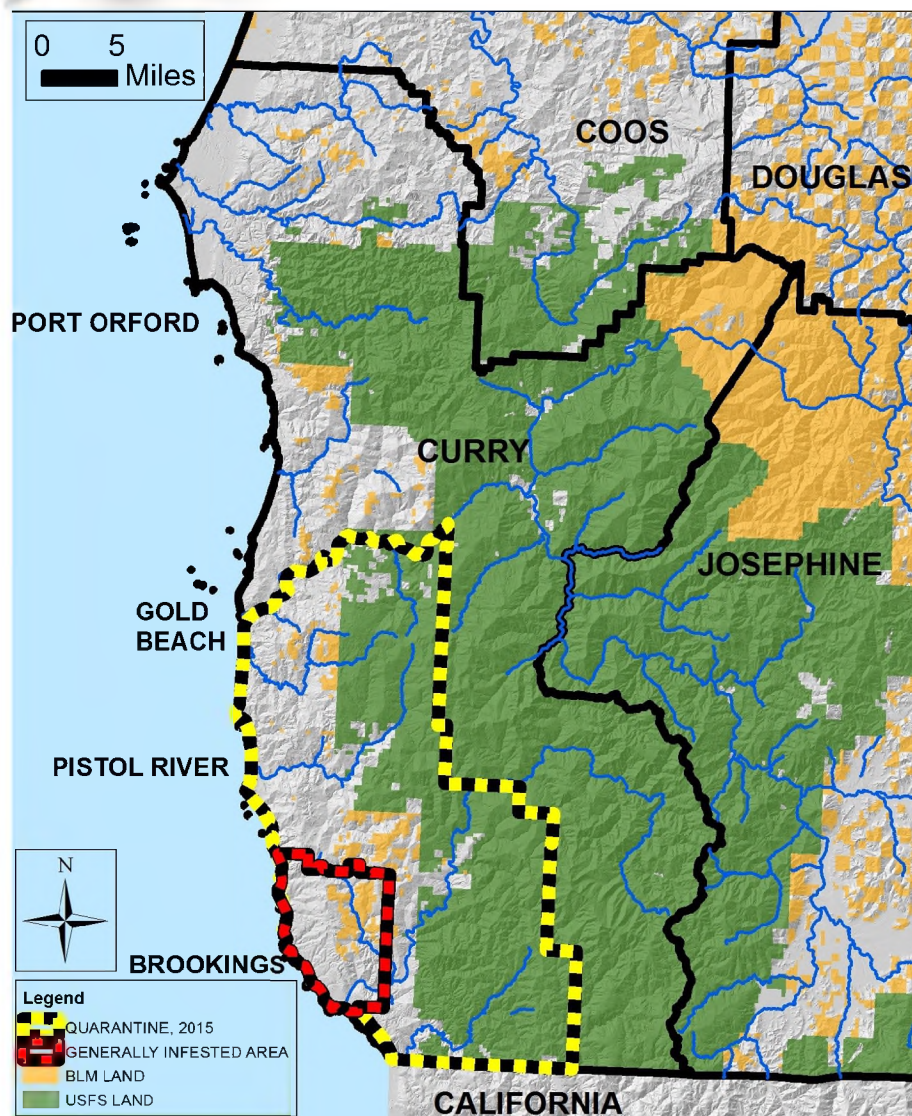 0 5
Miles
COOS
DOUGLAS
PORT ORFORD
CURRY
JOSEPHINE
GOLD
BEACH
PISTOL RIVER
N
BROOKINGS
Legend
QUARANTINE, 2015
GENERALLY INFESTED AREA
BLM LAND
USFS LAND
CALIFORNIA